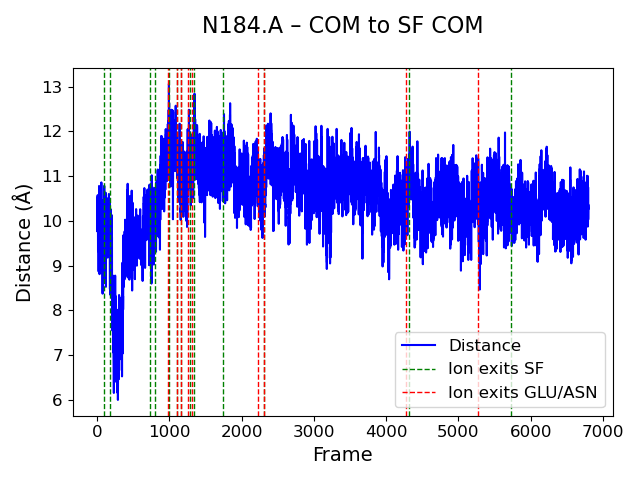 N184.A – COM to SF COM
13
12
11
10
9
8
7
6
Distance (Å)
Distance
Ion exits SF
Ion exits GLU/ASN
0 1000 2000 3000 4000 5000 6000 7000
Frame